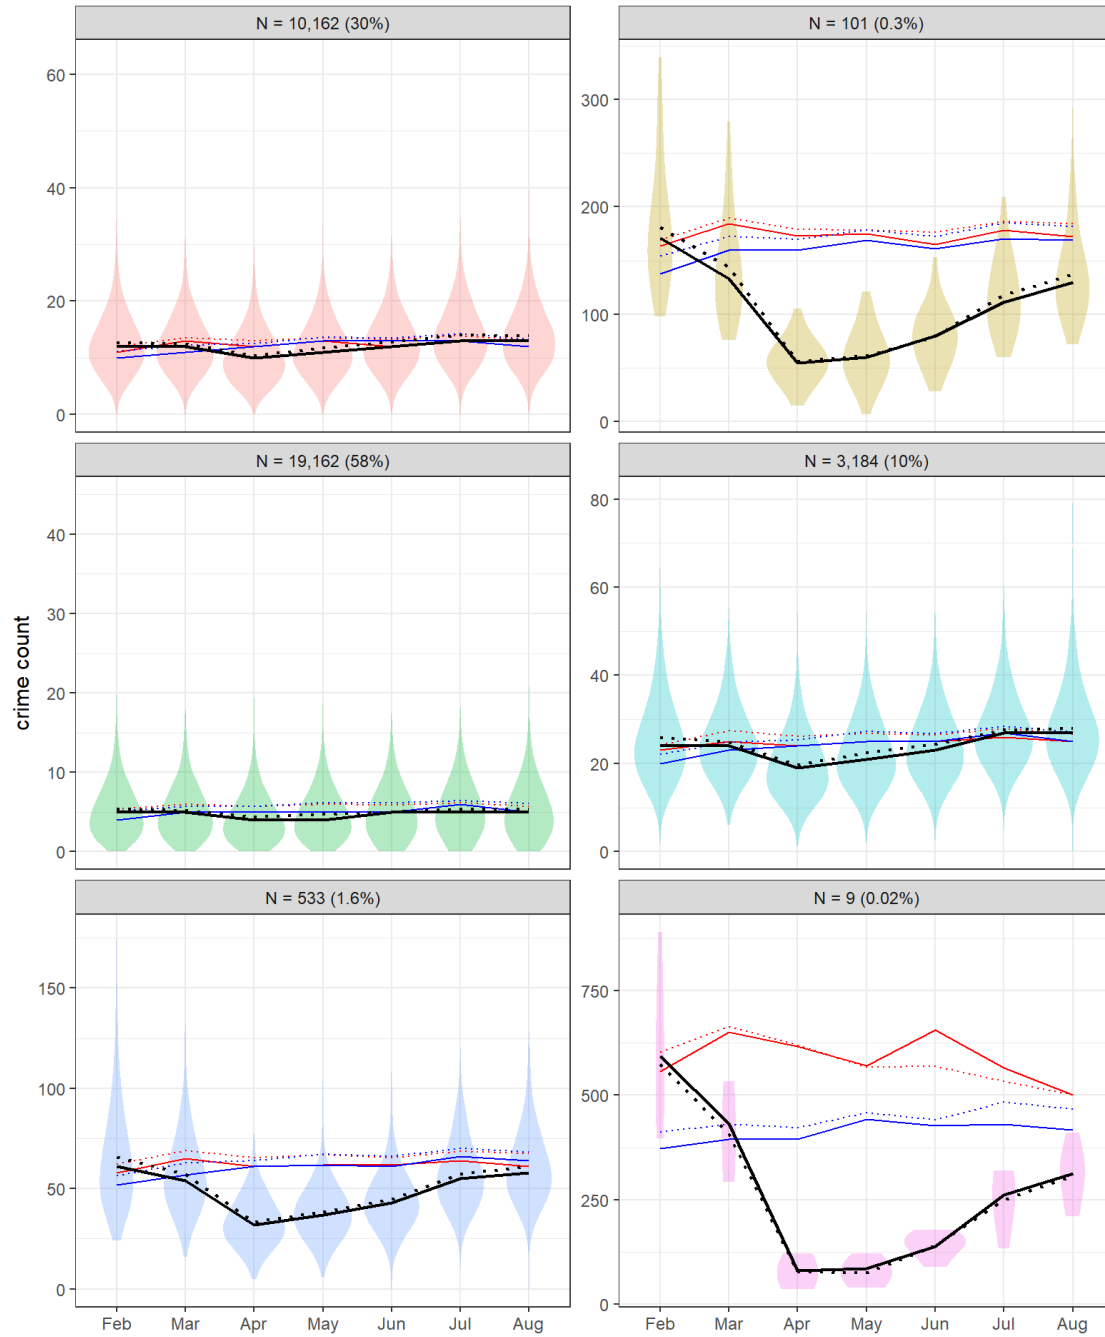 N = 10,162 (30%)
N = 101 (0.3%)
60
40
20
0
300
200
100
0
N = 19,162 (58%)
N = 3,184 (10%)
40
30
20
10
0
80
60
40
20
0
crime count
N = 533 (1.6%)
N = 9 (0.02%)
150
100
50
0
750
500
250
0
Feb Mar Apr May Jun Jul Aug
Feb Mar Apr May Jun Jul Aug